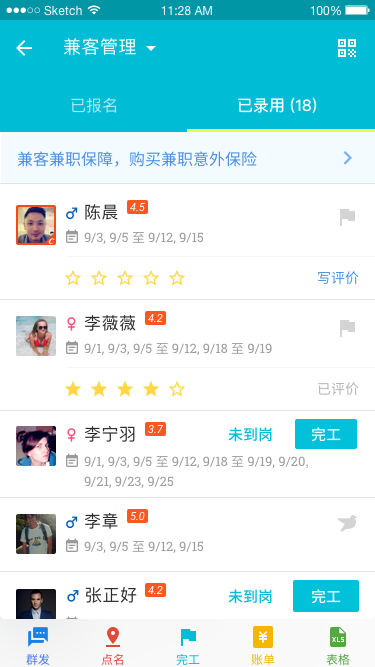 Sketch
11:28 AM
100%
兼客管理
已报名
已录用 (18)
兼客兼职保障，购买兼职意外保险
陈晨 4.5
9/3, 9/5 至 9/12, 9/15
写评价
李薇薇 4.2
9/1, 9/3, 9/5 至 9/12, 9/18 至 9/19
已评价
李宁羽 3.7 未到岗 完工
9/1, 9/3, 9/5 至 9/12, 9/18 至 9/19, 9/20,
9/21, 9/23, 9/25
李章 5.0
9/3, 9/5 至 9/12, 9/15
张正好 4.2 未到岗 完工
群发 点名 完工 账单 XLS 表格